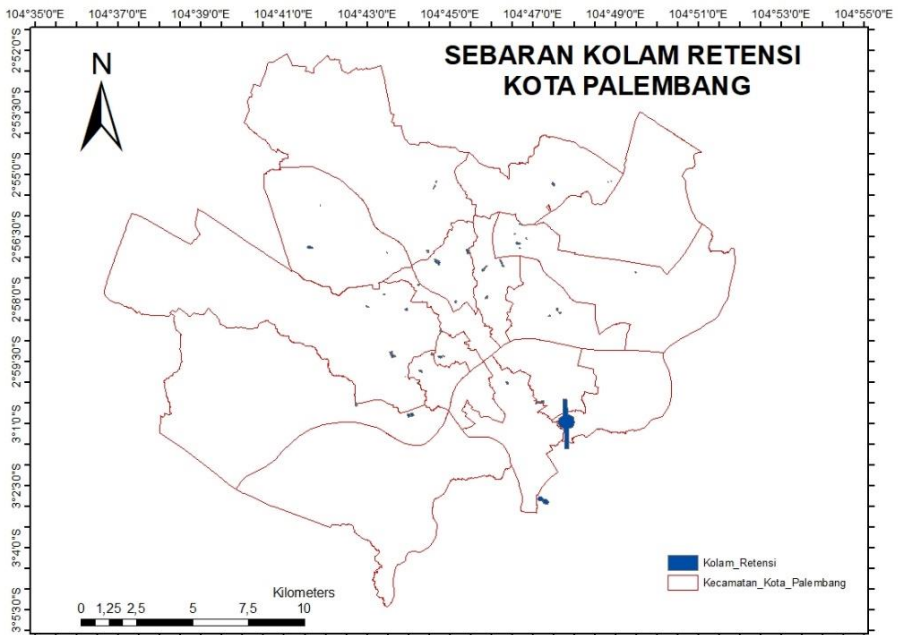 104°35'0"E 104°37'0"E 104°39'0"E 104°41'0"E 104°43'0"E 104°45'0"E 104°47'0"E 104°49'0"E 104°51'0"E 104°53'0"E 104°55'0"E
SEBARAN KOLAM RETENSI
KOTA PALEMBANG
N
2°52'0"S
2°53'30"S
2°55'0"S
2°56'30"S
2°58'0"S
2°59'30"S
3°1'0"S
3°2'30"S
3°4'0"S
3°5'30"S
Kolam_Retensi
Kecamatan_Kota_Palembang
Kilometers
0 1,25 2,5 5 7,5 10